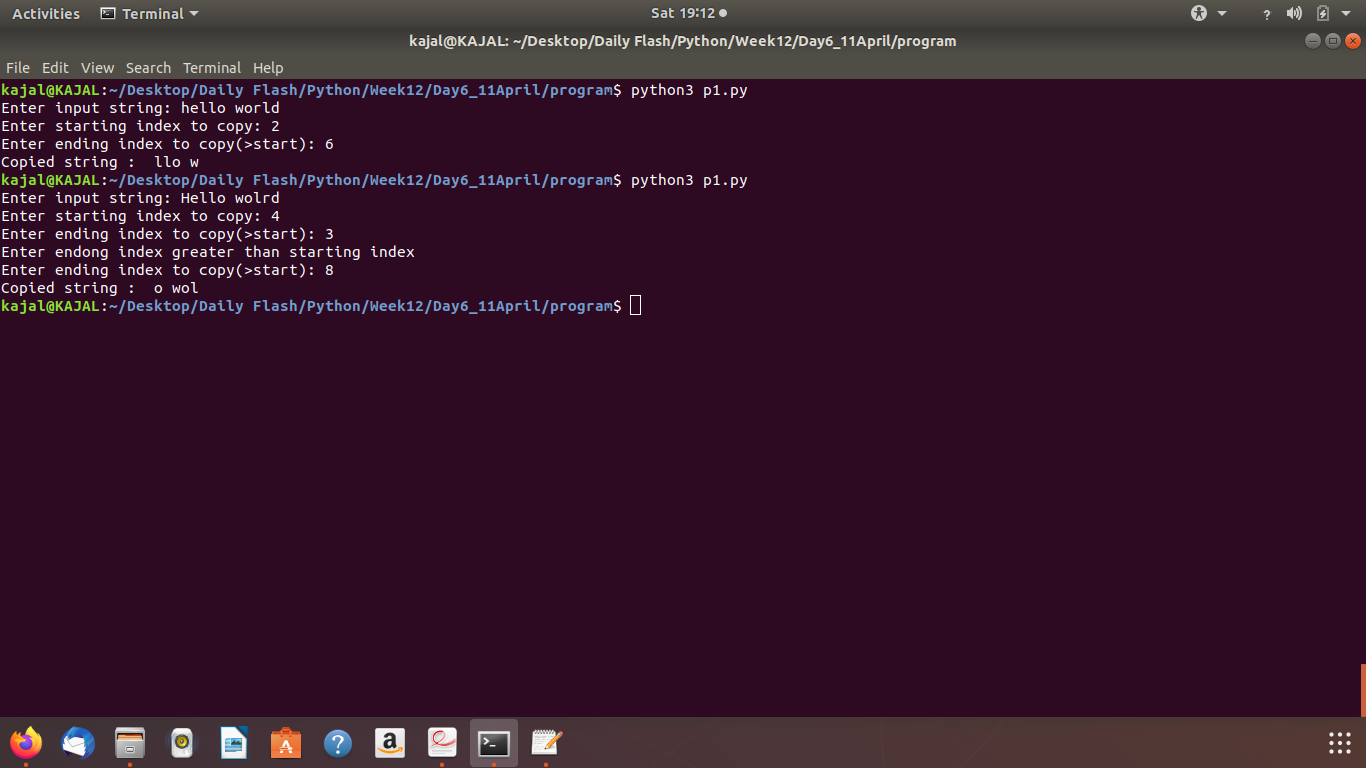 Activities Terminal Sat 19:12
kajal@KAJAL: ~/Desktop/Daily Flash/Python/Week12/Day6_11April/program
File Edit View Search Terminal Help
kajal@KAJAL:~/Desktop/Daily Flash/Python/Week12/Day6_11April/program$ python3 p1.py
Enter input string: hello world
Enter starting index to copy: 2
Enter ending index to copy(>start): 6
Copied string :  llo w
kajal@KAJAL:~/Desktop/Daily Flash/Python/Week12/Day6_11April/program$ python3 p1.py
Enter input string: Hello wolrd
Enter starting index to copy: 4
Enter ending index to copy(>start): 3
Enter endong index greater than starting index
Enter ending index to copy(>start): 8
Copied string :  o wol
kajal@KAJAL:~/Desktop/Daily Flash/Python/Week12/Day6_11April/program$